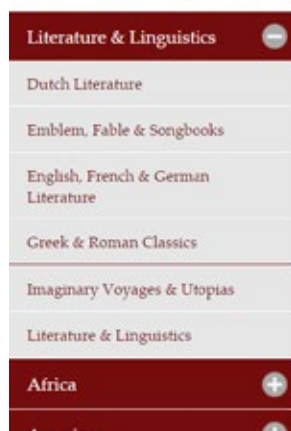 Literature & Linguistics
Dutch Literature
Emblem, Fable & Songbooks
English, French & German
Literature
Greek & Roman Classics
Imaginary Voyages & Utopias
Literature & Linguistics
Africa